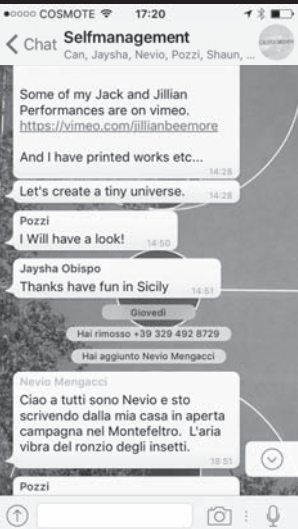 COSMOTE 17:20
Chat
Selfmanagement
Can, Jaysha, Nevio, Pozzi, Shaun, ...
Some of my Jack and Jillian
Performances are on vimeo.
https://vimeo.com/jillianbeemore
And I have printed works etc...
14:28
Let's create a tiny universe. 14:28
Pozzi
I Will have a look! 14:50
Jaysha Obispo
Thanks have fun in Sicily 14:51
Giovedì
Hai rimosso +39 329 492 8729
Hai aggiunto Nevio Mengacci
Nevio Mengacci
Ciao a tutti sono Nevio e sto
scrivendo dalla mia casa in aperta
campagna nel Montefeltro. L'aria
vibra del ronzio degli insetti.
18:51
Pozzi